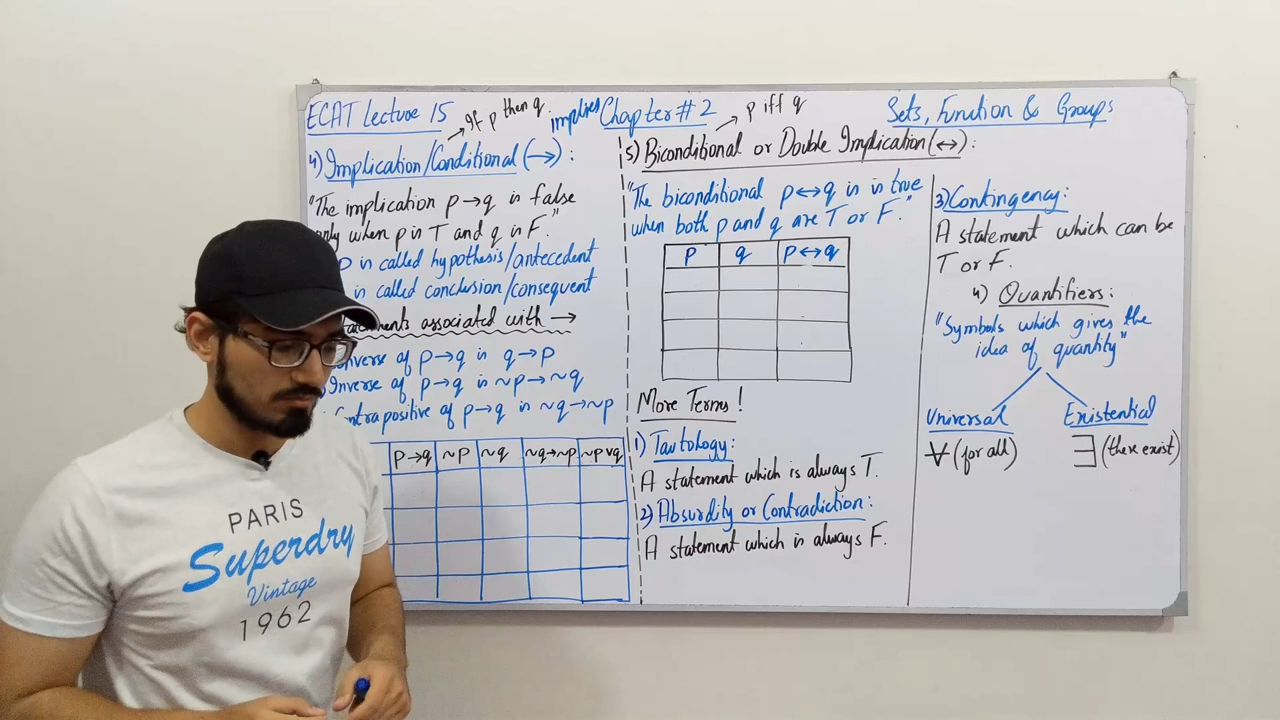 ECAT Lecture 15
Chapter # 2
Sets, Function & Groups
If p then q. implies
4) Implication/Conditional (→):
"The implication p→q is false
only when p is T and q is F."
is called hypothesis/antecedent
is called conclusion/consequent
associated with →
of p→q is q→p
Inverse of p→q is ~p→~q
Contrapositive of p→q is ~q→~p
p→q ~p ~q ~q→~p ~p∨q
p iff q
5) Biconditional or Double Implication (↔):
"The biconditional p↔q is is true
when both p and q are T or F."
p q p↔q
More Terms!
1) Tautology:
A statement which is always T.
2) Absurdity or Contradiction:
A statement which is always F.
3) Contingency:
A statement which can be
T or F.
4) Quantifiers:
"Symbols which gives the
idea of quantity"
Universal Existential
∀ (for all) ∃ (there exist)
PARIS
Superdry
Vintage
1962